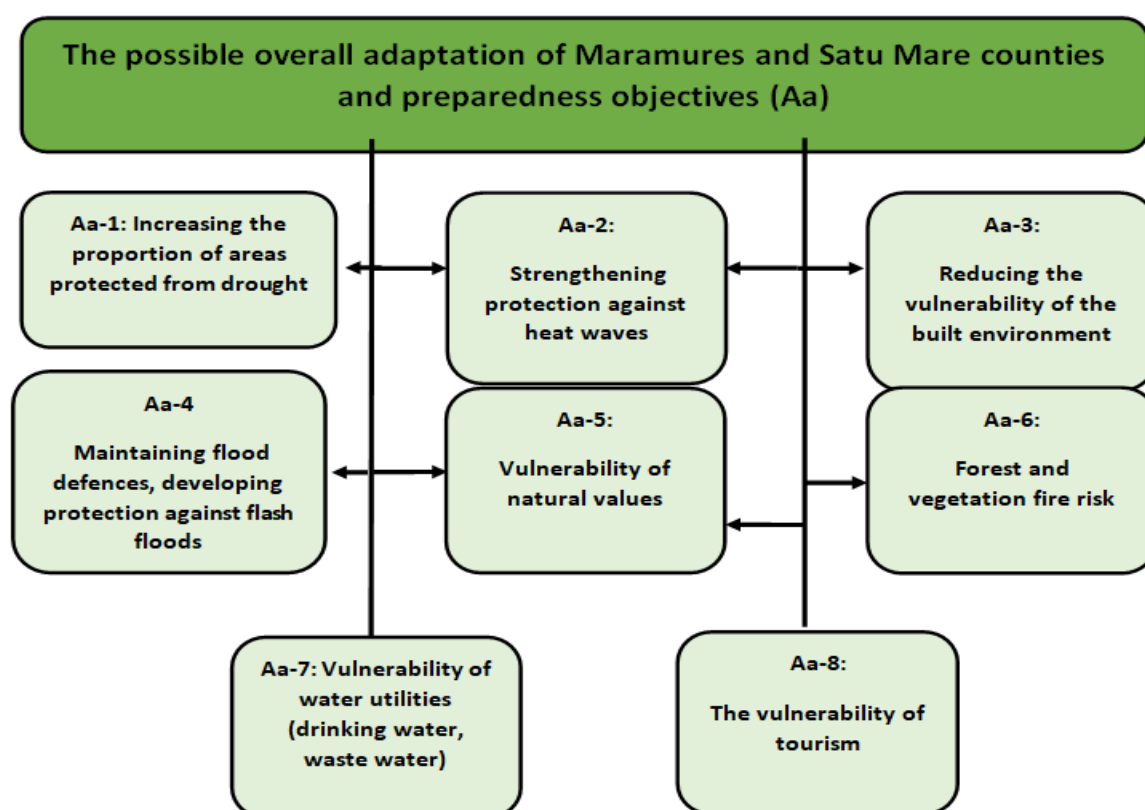 The possible overall adaptation of Maramures and Satu Mare counties
and preparedness objectives (Aa)
Aa-1: Increasing the
proportion of areas
protected from drought
Aa-2:
Strengthening
protection against
heat waves
Aa-3:
Reducing the
vulnerability of the
built environment
Aa-4
Maintaining flood
defences, developing
protection against flash
floods
Aa-5:
Vulnerability of
natural values
Aa-6:
Forest and
vegetation fire risk
Aa-7: Vulnerability of
water utilities
(drinking water,
waste water)
Aa-8:
The vulnerability of
tourism